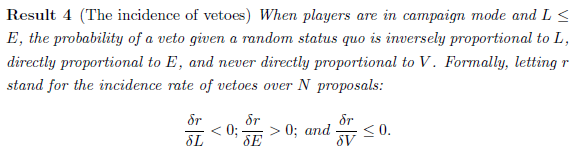 Result 4 (The incidence of vetoes) When players are in campaign mode and L ≤
E, the probability of a veto given a random status quo is inversely proportional to L,
directly proportional to E, and never directly proportional to V. Formally, letting r
stand for the incidence rate of vetoes over N proposals:
δr/δL < 0; δr/δE > 0; and δr/δV ≤ 0.